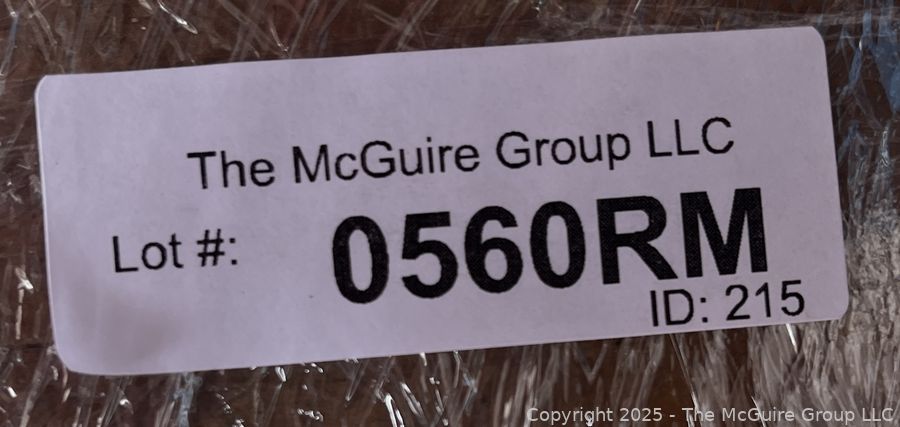 The McGuire Group LLC
Lot #: 0560RM
ID: 215
Copyright 2025 - The McGuire Group LLC